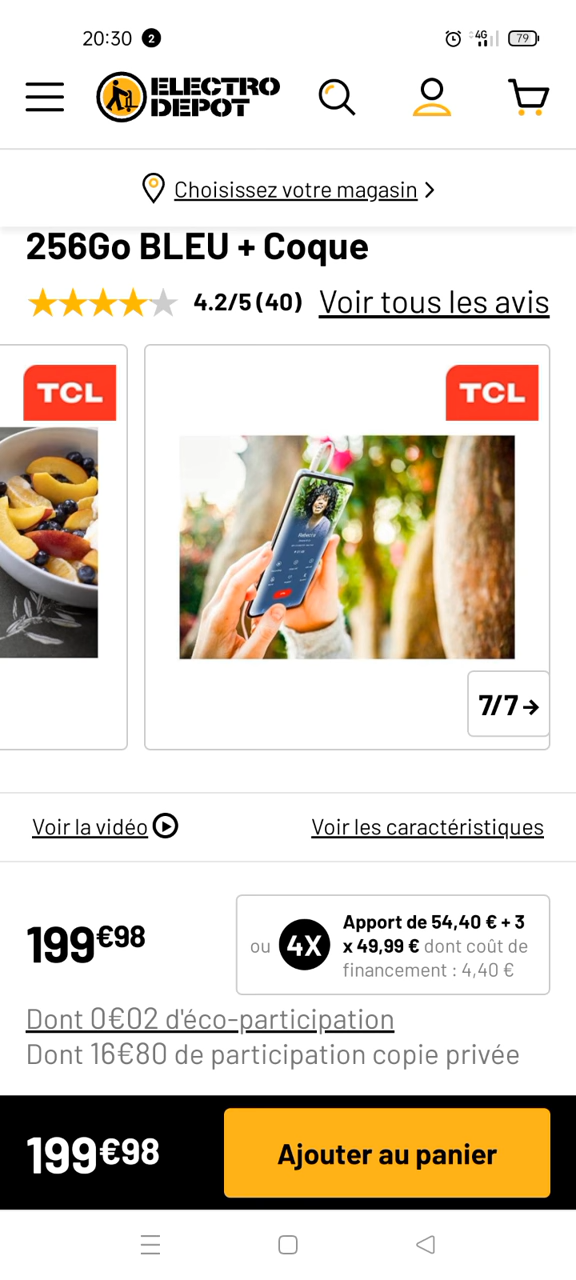 20:30 2
4G 79
ELECTRO
DEPOT
Choisissez votre magasin
256Go BLEU + Coque
4.2/5 (40) Voir tous les avis
TCL
TCL
7/7
Voir la vidéo
Voir les caractéristiques
199€98
ou 4X
Apport de 54,40 € + 3
x 49,99 € dont coût de
financement : 4,40 €
Dont 0€02 d'éco-participation
Dont 16€80 de participation copie privée
199€98
Ajouter au panier